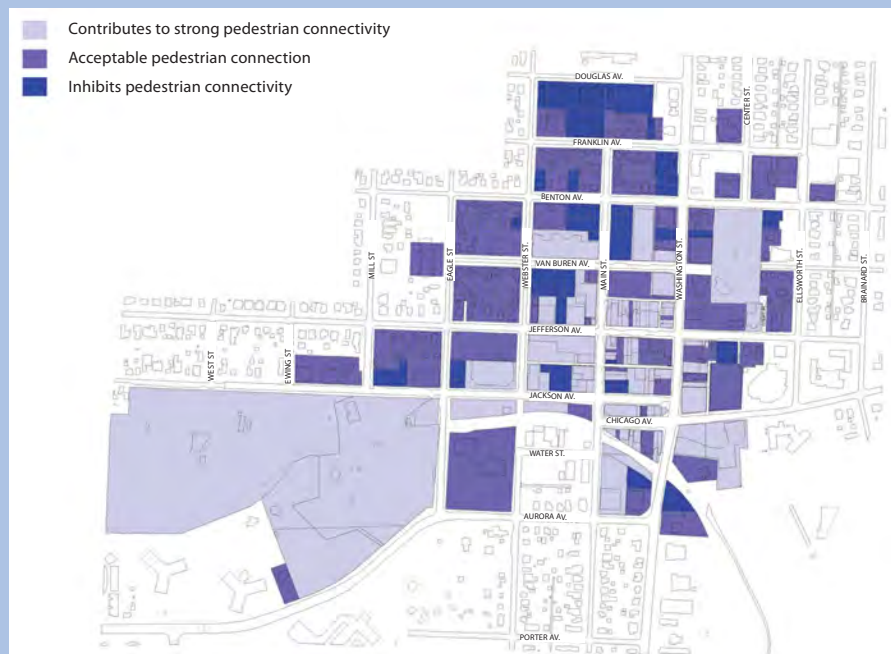 Contributes to strong pedestrian connectivity
Acceptable pedestrian connection
Inhibits pedestrian connectivity
DOUGLAS AV.
CENTER ST.
FRANKLIN AV.
BENTON AV.
MILL ST
EAGLE ST
WEBSTER ST.
VAN BUREN AV.
MAIN ST.
WASHINGTON ST.
ELLSWORTH ST.
BRAINARD ST.
JEFFERSON AV.
WEST ST
EWING ST
JACKSON AV.
CHICAGO AV.
WATER ST.
AURORA AV.
PORTER AV.